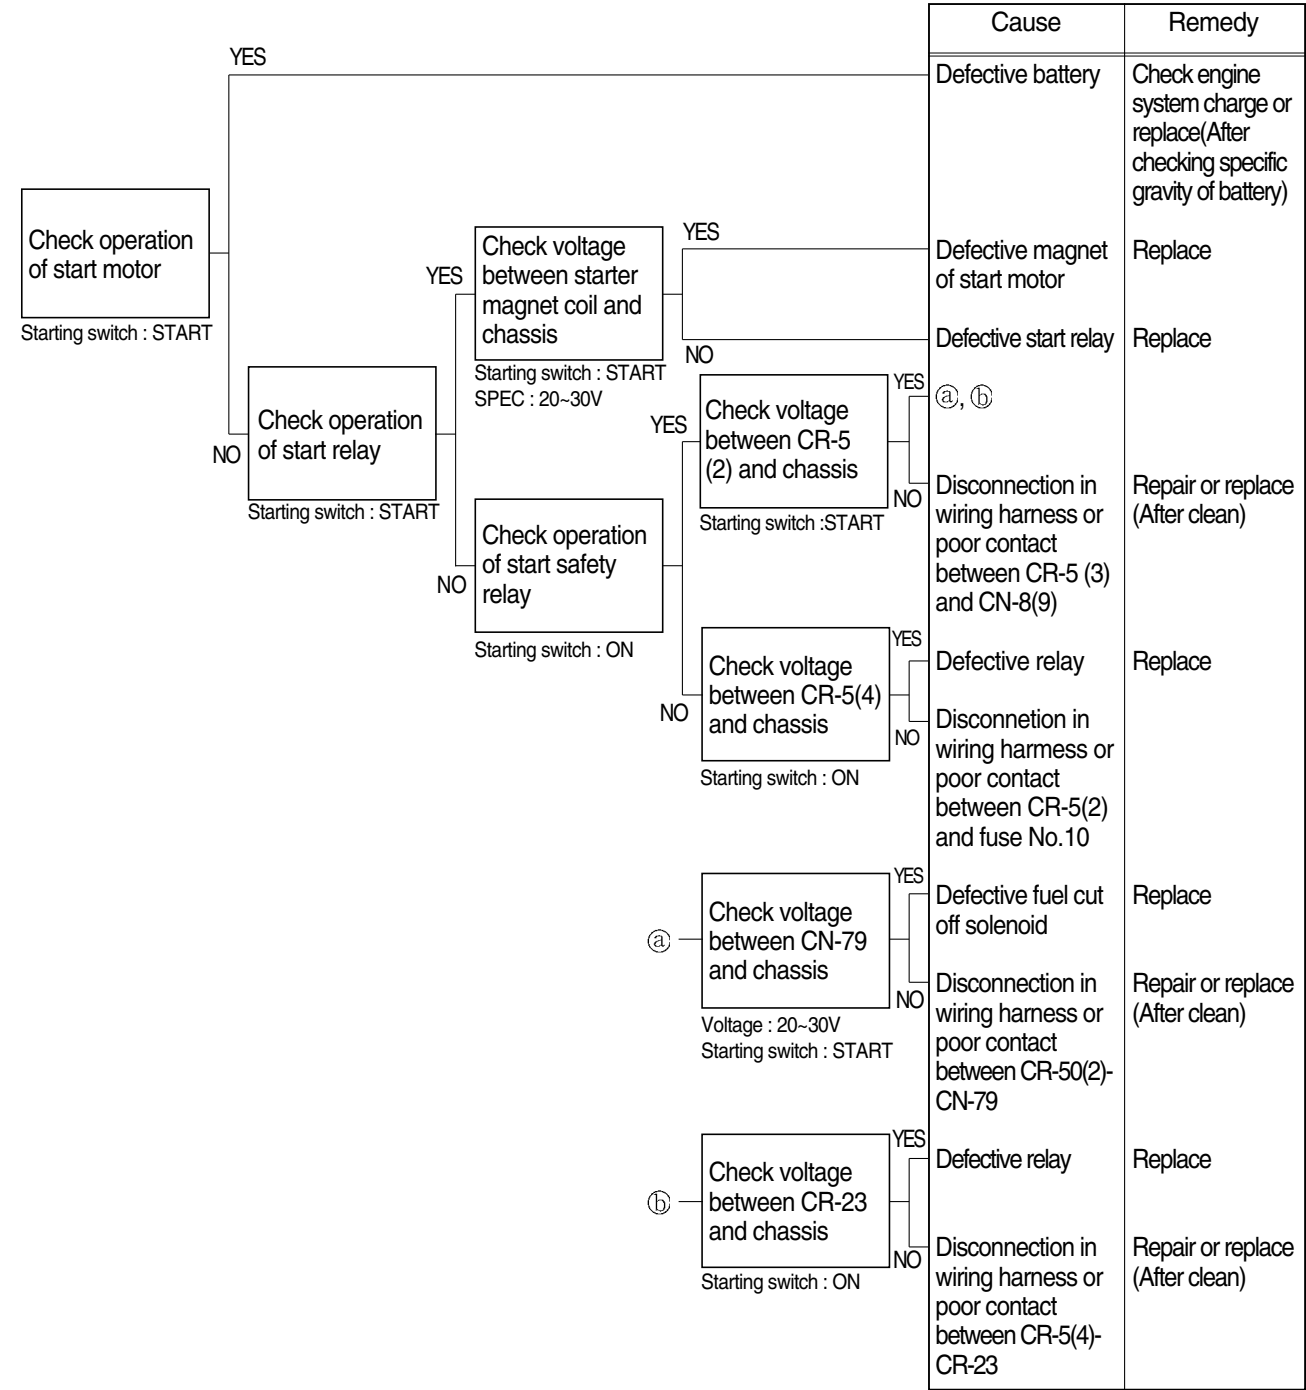 Cause
Remedy
YES
Defective battery
Check engine
system charge or
replace(After
checking specific
gravity of battery)
Check operation
of start motor
Starting switch : START
YES
Check voltage
between starter
magnet coil and
chassis
Starting switch : START
SPEC : 20~30V
YES
Defective magnet
of start motor
Replace
NO
Defective start relay
Replace
NO
Check operation
of start relay
Starting switch : START
YES
Check voltage
between CR-5
(2) and chassis
Starting switch :START
YES
ⓐ, ⓑ
NO
Disconnection in
wiring harness or
poor contact
between CR-5 (3)
and CN-8(9)
Repair or replace
(After clean)
NO
Check operation
of start safety
relay
Starting switch : ON
NO
Check voltage
between CR-5(4)
and chassis
Starting switch : ON
YES
Defective relay
Replace
NO
Disconnetion in
wiring harmess or
poor contact
between CR-5(2)
and fuse No.10
ⓐ
Check voltage
between CN-79
and chassis
Voltage : 20~30V
Starting switch : START
YES
Defective fuel cut
off solenoid
Replace
NO
Disconnection in
wiring harness or
poor contact
between CR-50(2)-
CN-79
Repair or replace
(After clean)
ⓑ
Check voltage
between CR-23
and chassis
Starting switch : ON
YES
Defective relay
Replace
NO
Disconnection in
wiring harness or
poor contact
between CR-5(4)-
CR-23
Repair or replace
(After clean)